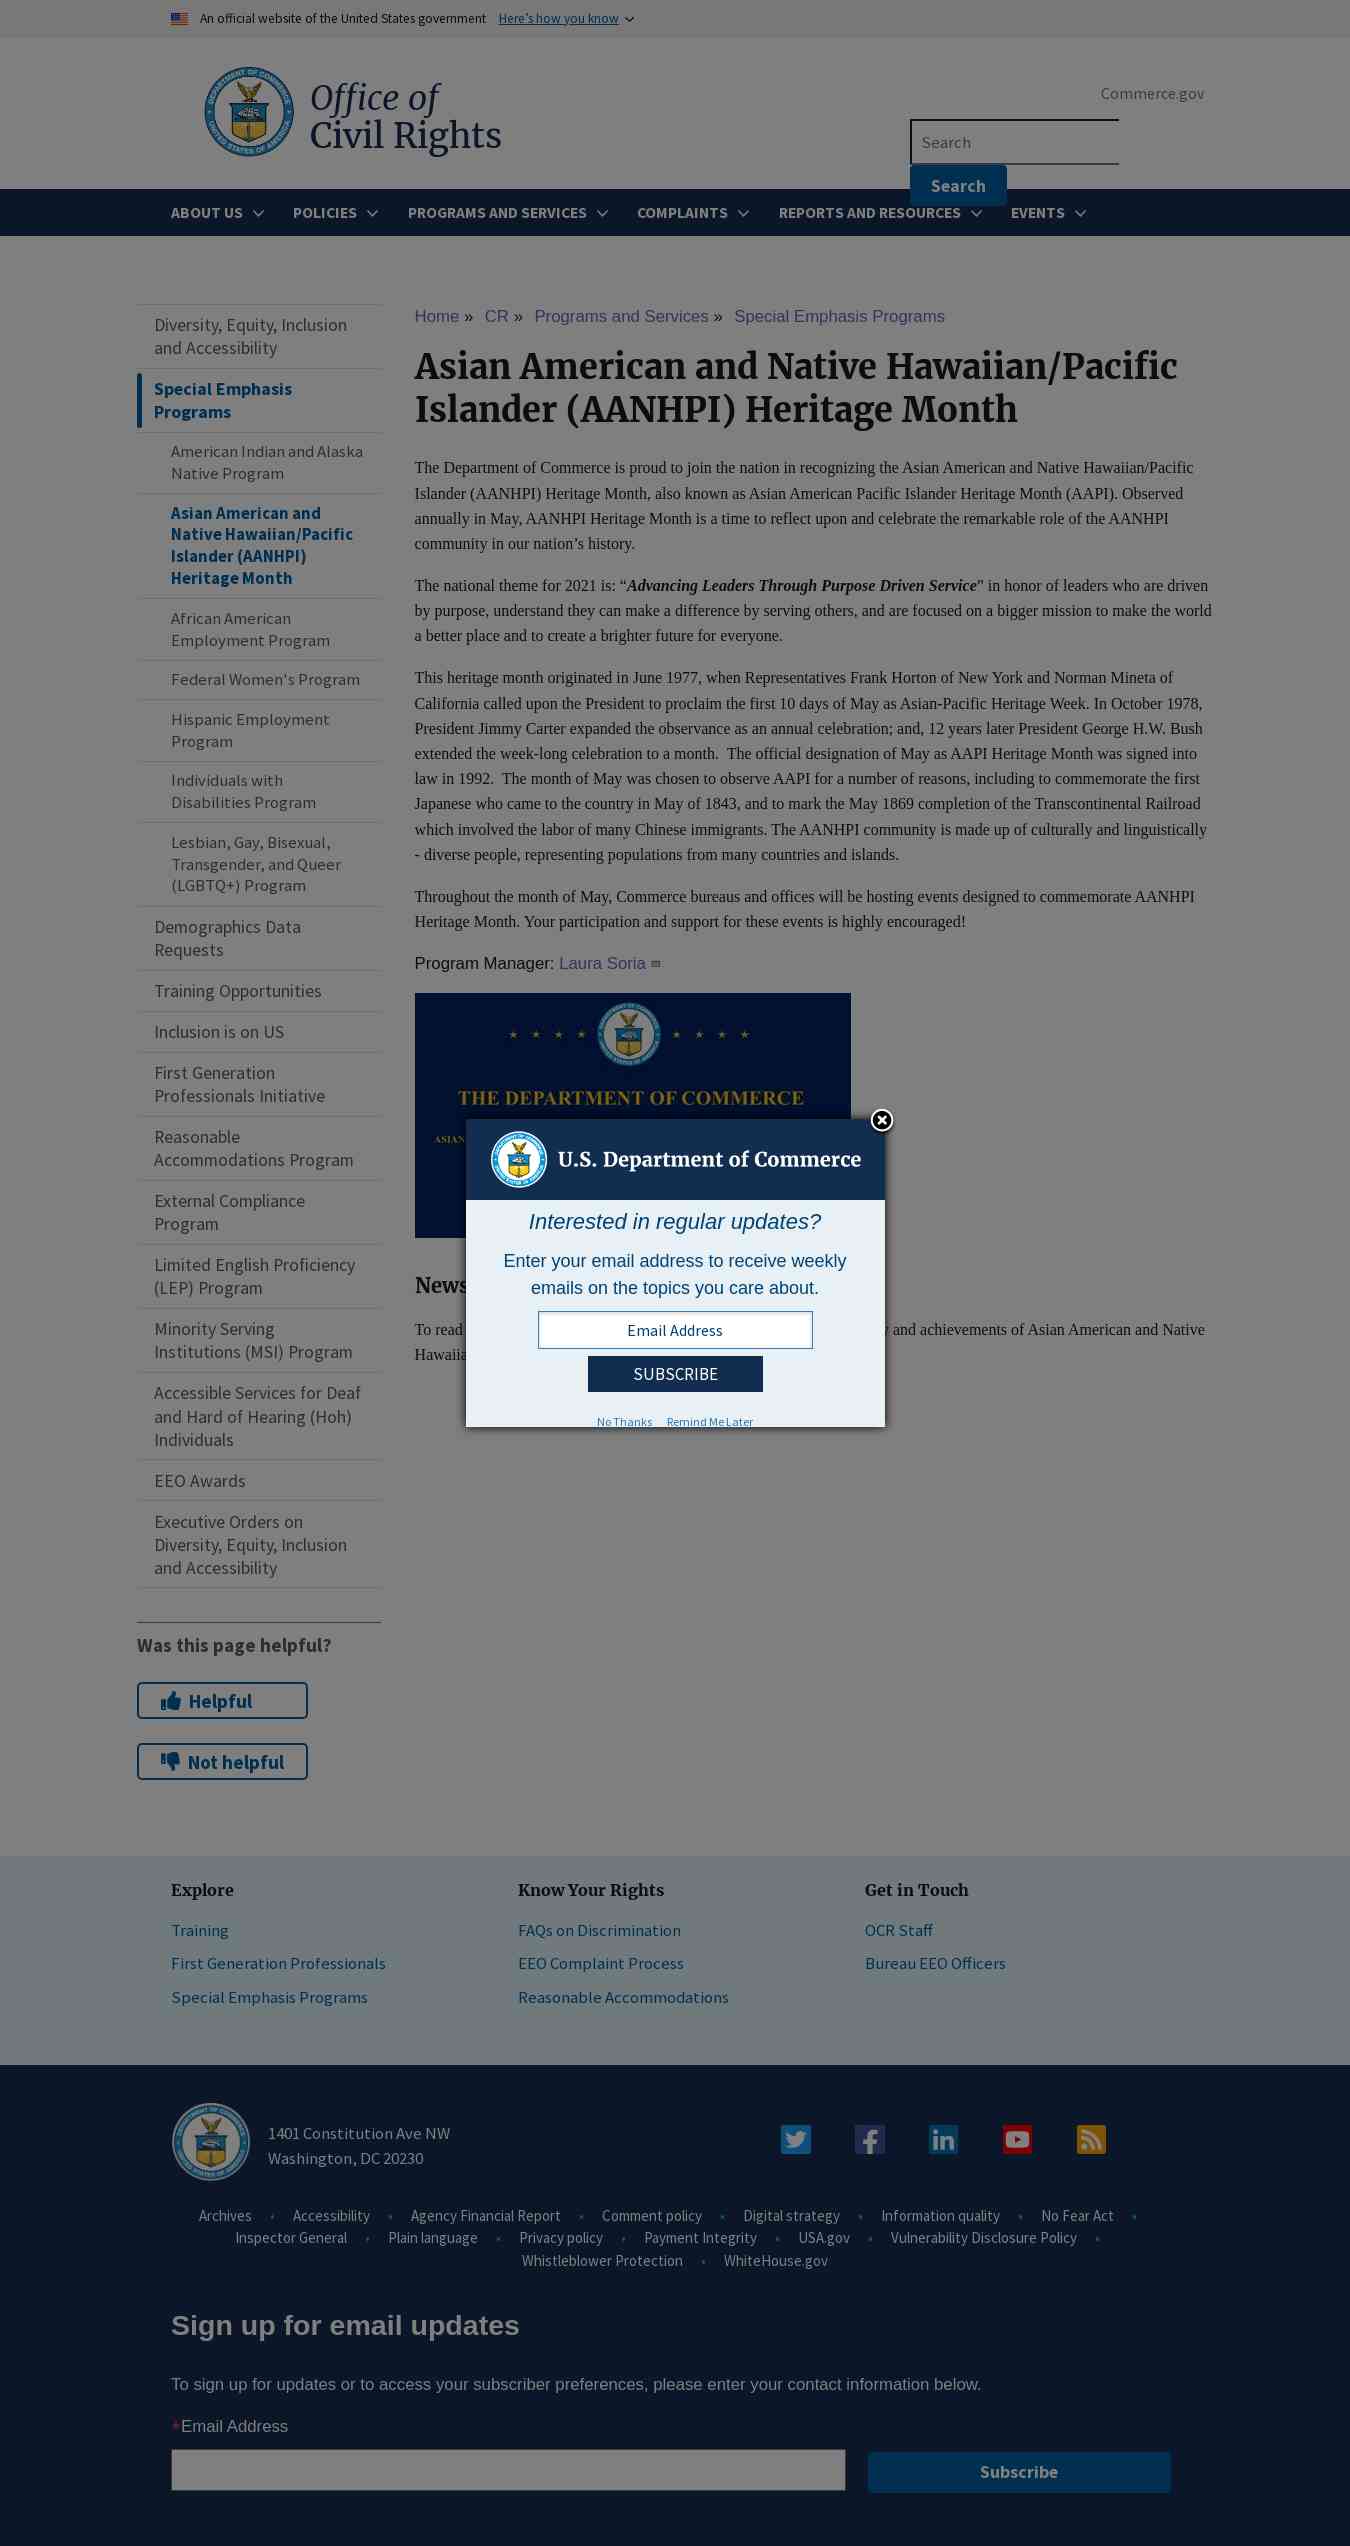 An official website of the United States government Here's how you know
Office of
Civil Rights
Commerce.gov
Search
Search
ABOUT US POLICIES PROGRAMS AND SERVICES COMPLAINTS REPORTS AND RESOURCES EVENTS
Diversity, Equity, Inclusion
and Accessibility
Special Emphasis
Programs
American Indian and Alaska
Native Program
Asian American and
Native Hawaiian/Pacific
Islander (AANHPI)
Heritage Month
African American
Employment Program
Federal Women's Program
Hispanic Employment
Program
Individuals with
Disabilities Program
Lesbian, Gay, Bisexual,
Transgender, and Queer
(LGBTQ+) Program
Demographics Data
Requests
Training Opportunities
Inclusion is on US
First Generation
Professionals Initiative
Reasonable
Accommodations Program
External Compliance
Program
Limited English Proficiency
(LEP) Program
Minority Serving
Institutions (MSI) Program
Accessible Services for Deaf
and Hard of Hearing (Hoh)
Individuals
EEO Awards
Executive Orders on
Diversity, Equity, Inclusion
and Accessibility
Was this page helpful?
Helpful
Not helpful
Home » CR » Programs and Services » Special Emphasis Programs
Asian American and Native Hawaiian/Pacific
Islander (AANHPI) Heritage Month
The Department of Commerce is proud to join the nation in recognizing the Asian American and Native Hawaiian/Pacific
Islander (AANHPI) Heritage Month, also known as Asian American Pacific Islander Heritage Month (AAPI). Observed
annually in May, AANHPI Heritage Month is a time to reflect upon and celebrate the remarkable role of the AANHPI
community in our nation’s history.
The national theme for 2021 is: “Advancing Leaders Through Purpose Driven Service” in honor of leaders who are driven
by purpose, understand they can make a difference by serving others, and are focused on a bigger mission to make the world
a better place and to create a brighter future for everyone.
This heritage month originated in June 1977, when Representatives Frank Horton of New York and Norman Mineta of
California called upon the President to proclaim the first 10 days of May as Asian-Pacific Heritage Week. In October 1978,
President Jimmy Carter expanded the observance as an annual celebration; and, 12 years later President George H.W. Bush
extended the week-long celebration to a month.  The official designation of May as AAPI Heritage Month was signed into
law in 1992.  The month of May was chosen to observe AAPI for a number of reasons, including to commemorate the first
Japanese who came to the country in May of 1843, and to mark the May 1869 completion of the Transcontinental Railroad
which involved the labor of many Chinese immigrants. The AANHPI community is made up of culturally and linguistically
- diverse people, representing populations from many countries and islands.
Throughout the month of May, Commerce bureaus and offices will be hosting events designed to commemorate AANHPI
Heritage Month. Your participation and support for these events is highly encouraged!
Program Manager: Laura Soria
THE DEPARTMENT OF COMMERCE
ASIAN
U.S. Department of Commerce
Interested in regular updates?
Enter your email address to receive weekly
emails on the topics you care about.
Email Address
SUBSCRIBE
No Thanks Remind Me Later
News
To read and achievements of Asian American and Native
Hawaiia
Explore
Training
First Generation Professionals
Special Emphasis Programs
Know Your Rights
FAQs on Discrimination
EEO Complaint Process
Reasonable Accommodations
Get in Touch
OCR Staff
Bureau EEO Officers
1401 Constitution Ave NW
Washington, DC 20230
Archives • Accessibility • Agency Financial Report • Comment policy • Digital strategy • Information quality • No Fear Act •
Inspector General • Plain language • Privacy policy • Payment Integrity • USA.gov • Vulnerability Disclosure Policy •
Whistleblower Protection • WhiteHouse.gov
Sign up for email updates
To sign up for updates or to access your subscriber preferences, please enter your contact information below.
*Email Address
Subscribe